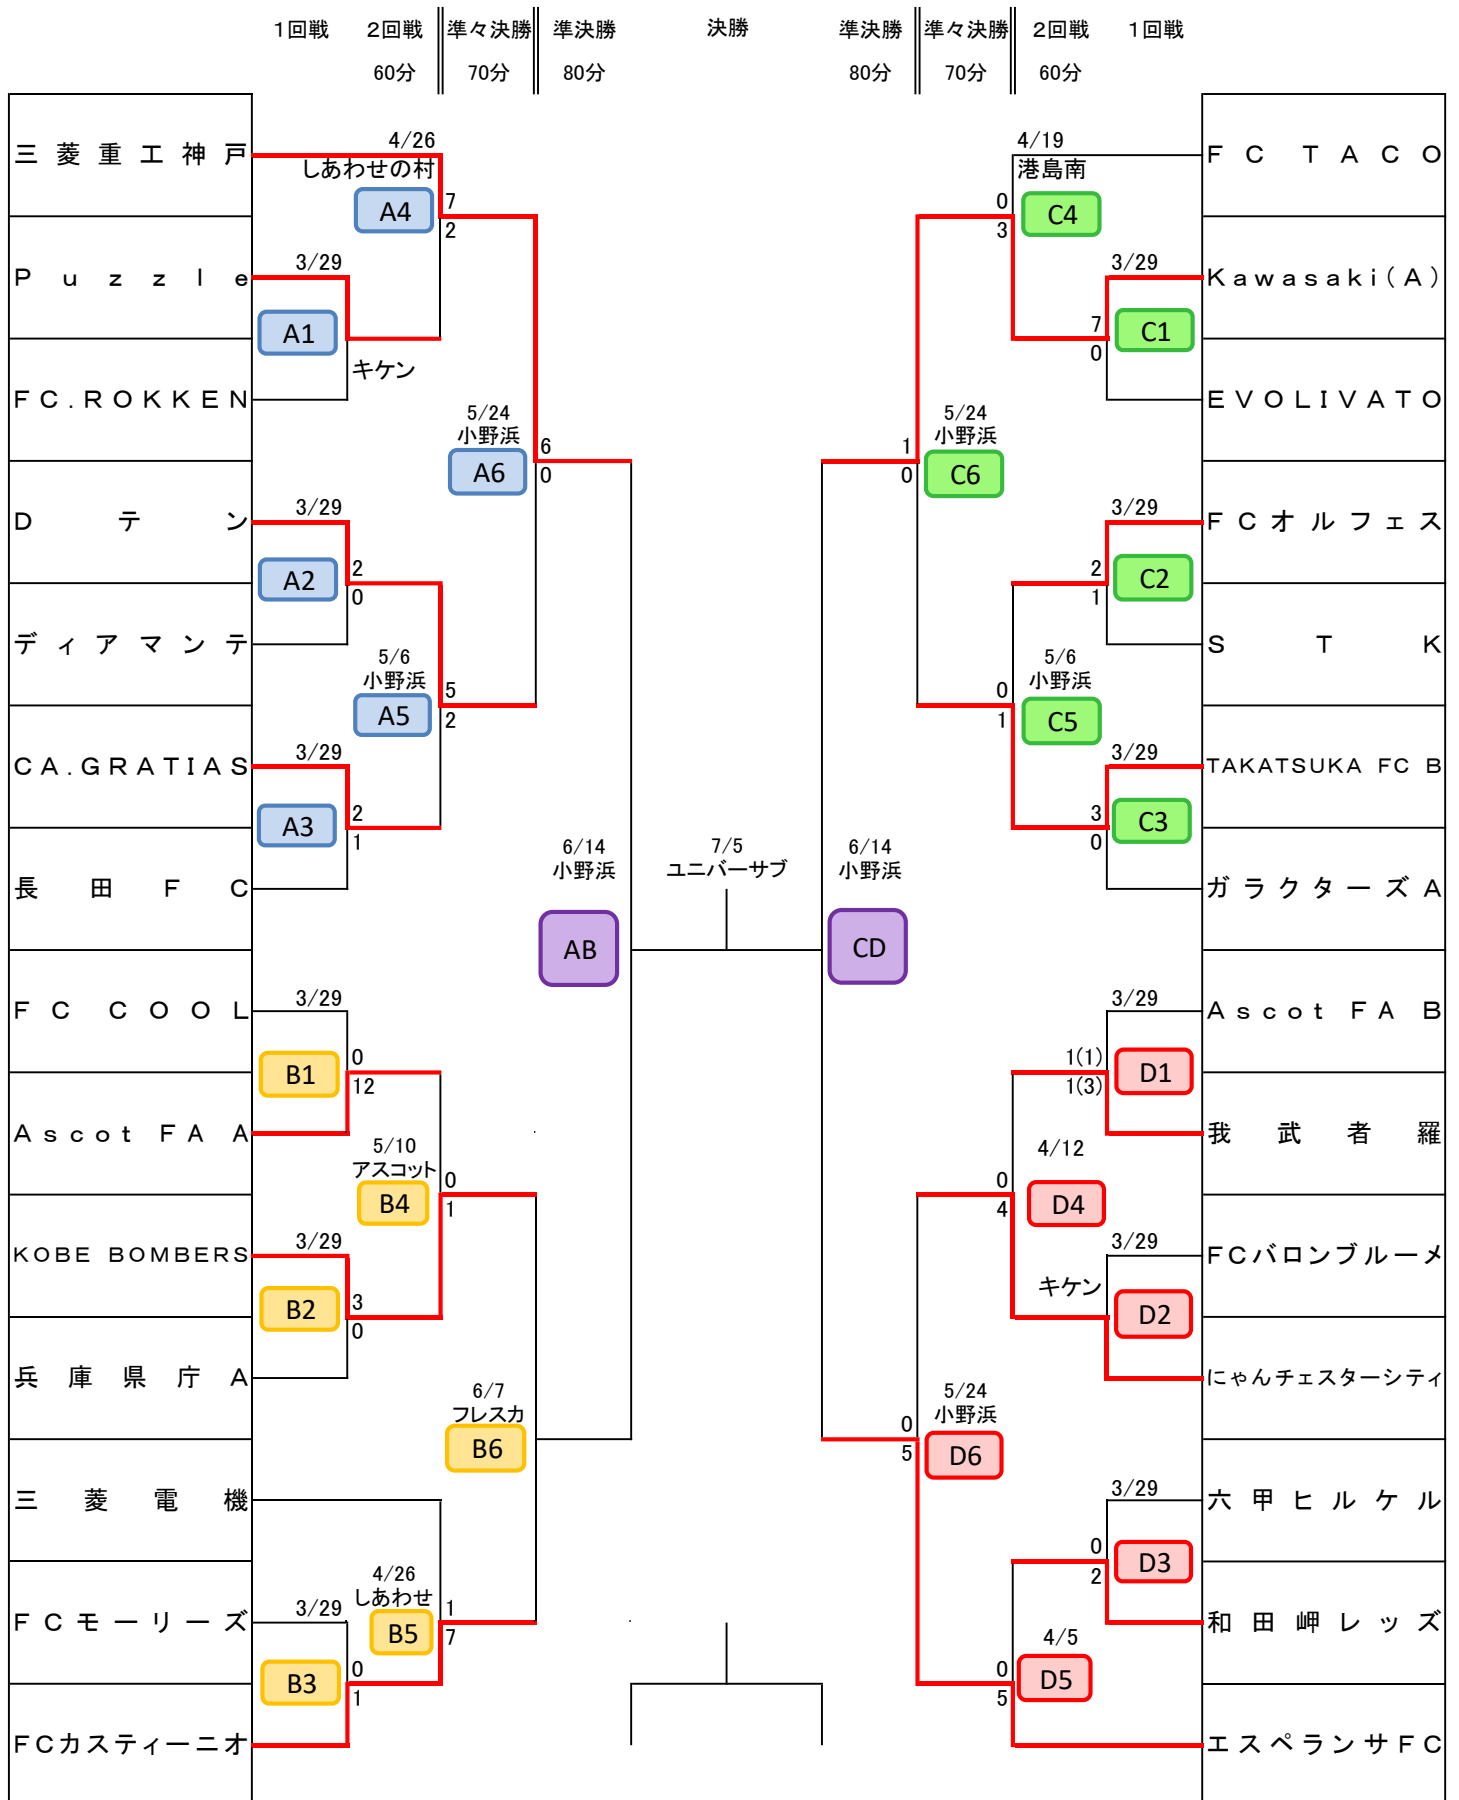 1回戦 2回戦 準々決勝 準決勝 決勝 準決勝 準々決勝 2回戦 1回戦
60分 70分 80分 80分 70分 60分
三菱重工神戸
4/26
しあわせの村
A4
7
2
Puzzle
3/29
A1
キケン
FC.ROKKEN
5/24
小野浜
A6
6
0
Dテン
3/29
A2
2
0
ディアマンテ
5/6
小野浜
A5
5
2
CA.GRATIAS
3/29
A3
2
1
長田FC
6/14
小野浜
AB
FC COOL
3/29
B1
0
12
Ascot FA A
5/10
アスコット
B4
0
1
KOBE BOMBERS
3/29
B2
3
0
兵庫県庁A
6/7
フレスカ
B6
三菱電機
4/26
しあわせ
B5
1
7
FCモーリーズ
3/29
B3
0
1
FCカスティーニオ
7/5
ユニバーサブ
FC TACO
4/19
港島南
C4
0
3
Kawasaki(A)
3/29
C1
7
0
EVOLIVATO
5/24
小野浜
C6
1
0
FCオルフェス
3/29
C2
2
1
STK
5/6
小野浜
C5
0
1
TAKATSUKA FC B
3/29
C3
3
0
ガラクターズA
6/14
小野浜
CD
Ascot FA B
3/29
D1
1(1)
1(3)
我武者羅
4/12
D4
0
4
FCバロンブルーメ
3/29
キケン
D2
にゃんチェスターシティ
5/24
小野浜
D6
0
5
六甲ヒルケル
3/29
D3
0
2
和田岬レッズ
4/5
D5
0
5
エスペランサFC